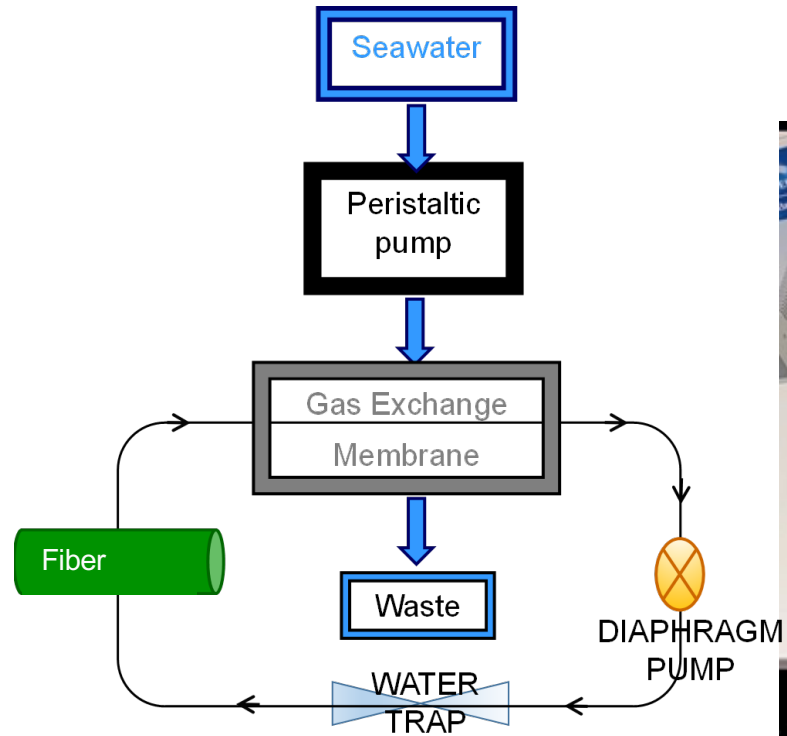 Seawater
Peristaltic
pump
Gas Exchange
Membrane
Fiber
Waste
DIAPHRAGM
PUMP
WATER
TRAP